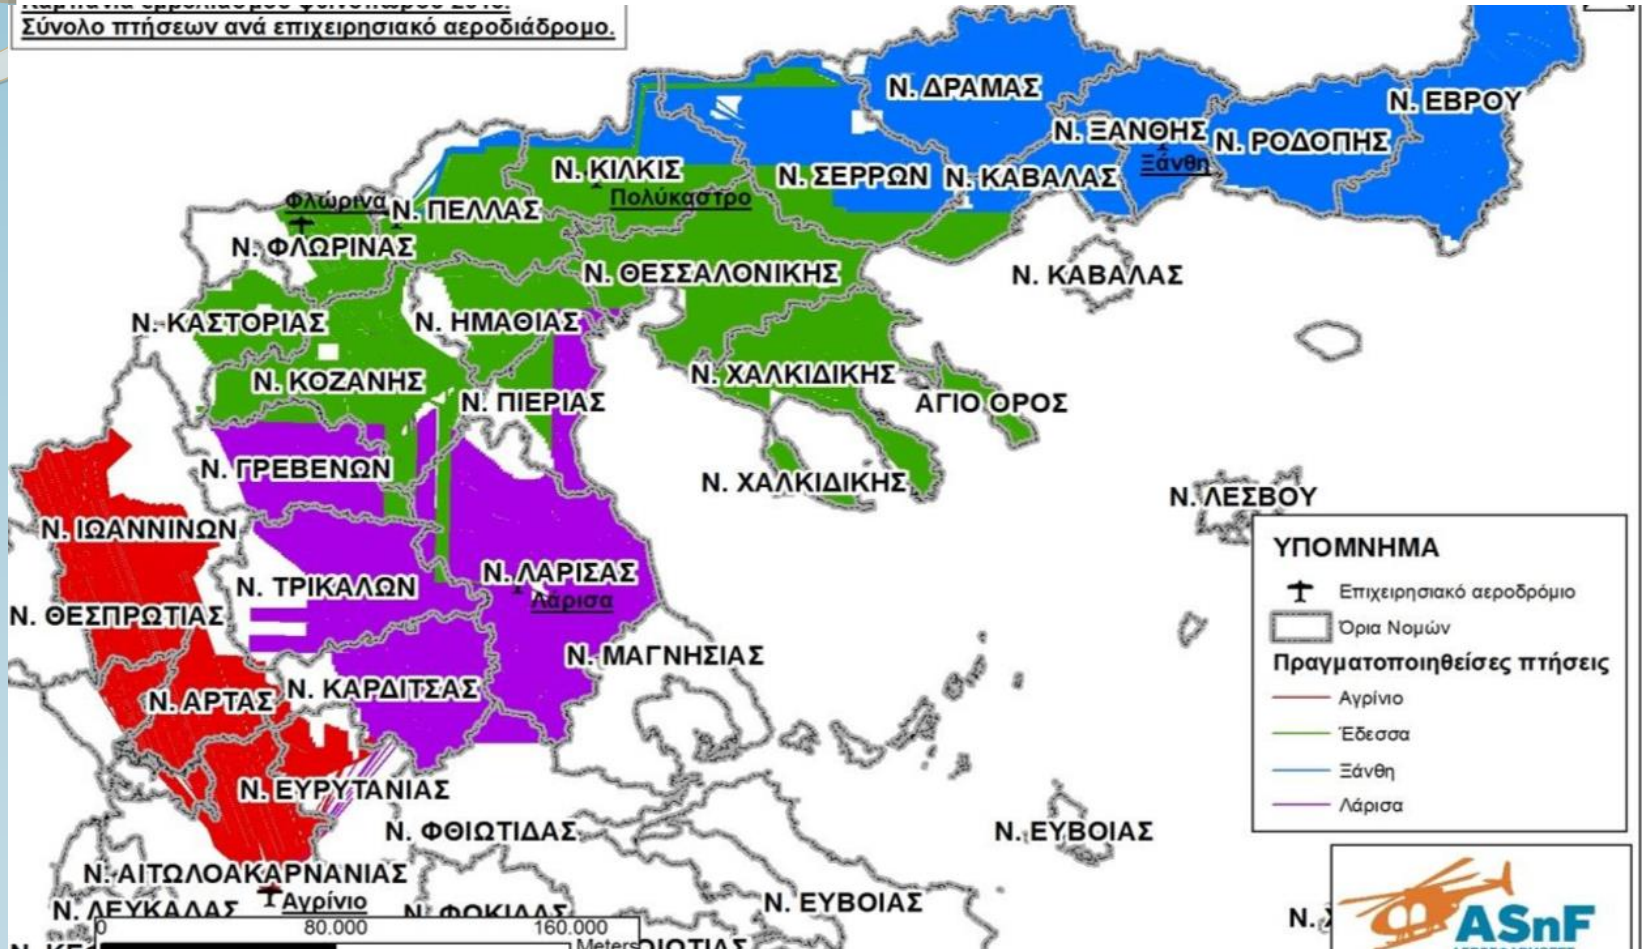 Σύνολο πτήσεων ανά επιχειρησιακό αεροδιάδρομο.
Ν. ΔΡΑΜΑΣ
Ν. ΕΒΡΟΥ
Ν. ΞΑΝΘΗΣ
Ν. ΡΟΔΟΠΗΣ
Ξάνθη
Ν. ΚΙΛΚΙΣ
Ν. ΣΕΡΡΩΝ
Ν. ΚΑΒΑΛΑΣ
Πολύκαστρο
Φλώρινα
Ν. ΠΕΛΛΑΣ
Ν. ΦΛΩΡΙΝΑΣ
Ν. ΘΕΣΣΑΛΟΝΙΚΗΣ
Ν. ΚΑΒΑΛΑΣ
Ν. ΚΑΣΤΟΡΙΑΣ
Ν. ΗΜΑΘΙΑΣ
Ν. ΚΟΖΑΝΗΣ
Ν. ΧΑΛΚΙΔΙΚΗΣ
Ν. ΠΙΕΡΙΑΣ
ΑΓΙΟ ΟΡΟΣ
Ν. ΓΡΕΒΕΝΩΝ
Ν. ΧΑΛΚΙΔΙΚΗΣ
Ν. ΛΕΣΒΟΥ
Ν. ΙΩΑΝΝΙΝΩΝ
Ν. ΤΡΙΚΑΛΩΝ
Ν. ΛΑΡΙΣΑΣ
Λάρισα
Ν. ΘΕΣΠΡΩΤΙΑΣ
Ν. ΜΑΓΝΗΣΙΑΣ
Ν. ΑΡΤΑΣ
Ν. ΚΑΡΔΙΤΣΑΣ
Ν. ΕΥΡΥΤΑΝΙΑΣ
Ν. ΦΘΙΩΤΙΔΑΣ
Ν. ΕΥΒΟΙΑΣ
Ν. ΑΙΤΩΛΟΑΚΑΡΝΑΝΙΑΣ
Αγρίνιο
Ν. ΛΕΥΚΑΔΑΣ
Ν. ΦΩΚΙΔΑΣ
Ν. ΕΥΒΟΙΑΣ
0 80.000 160.000
Meters
ΥΠΟΜΝΗΜΑ
Επιχειρησιακό αεροδρόμιο
Όρια Νομών
Πραγματοποιηθείσες πτήσεις
Αγρίνιο
Έδεσσα
Ξάνθη
Λάρισα
Ν.
ASnF